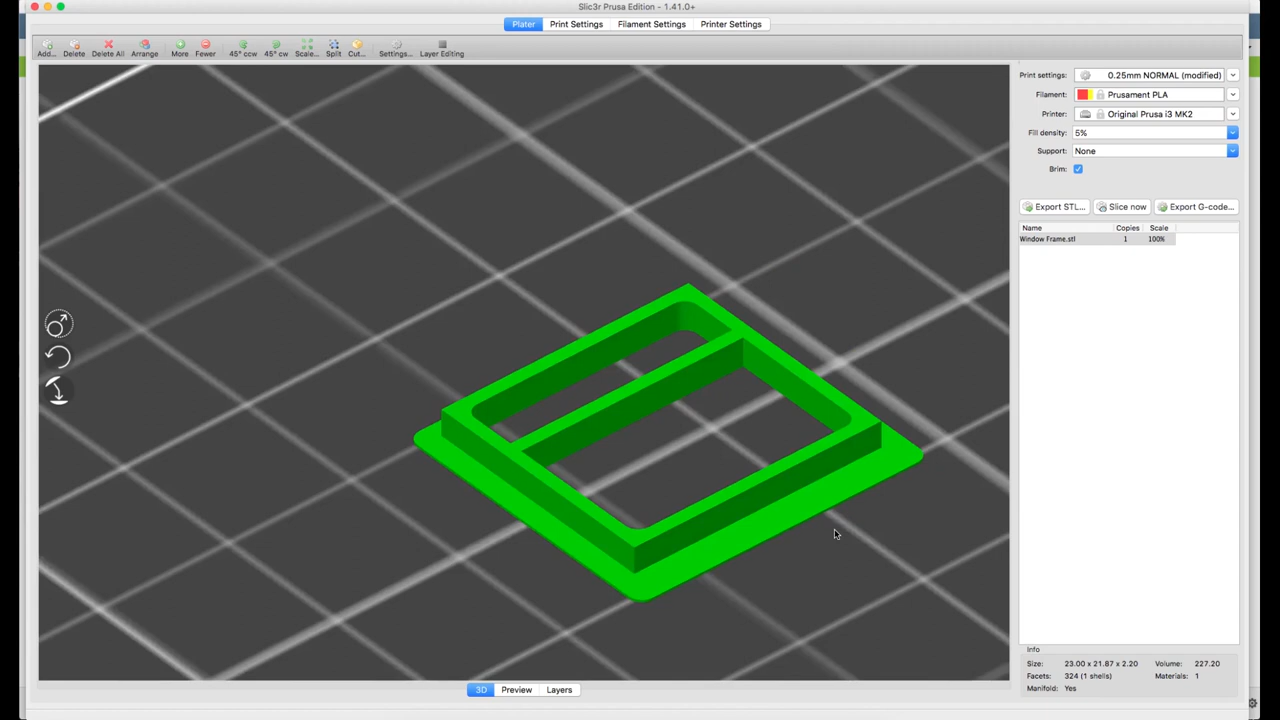 Slic3r Prusa Edition - 1.41.0+
Plater Print Settings Filament Settings Printer Settings
Add... Delete Delete All Arrange More Fewer 45° ccw 45° cw Scale... Split Cut... Settings... Layer Editing
Print settings: 0.25mm NORMAL (modified)
Filament: Prusament PLA
Printer: Original Prusa i3 MK2
Fill density: 5%
Support: None
Brim:
Export STL... Slice now Export G-code...
Name Copies Scale
Window Frame.stl 1 100%
Info
Size: 23.00 x 21.87 x 2.20 Volume: 227.20
Facets: 324 (1 shells) Materials: 1
Manifold: Yes
3D Preview Layers